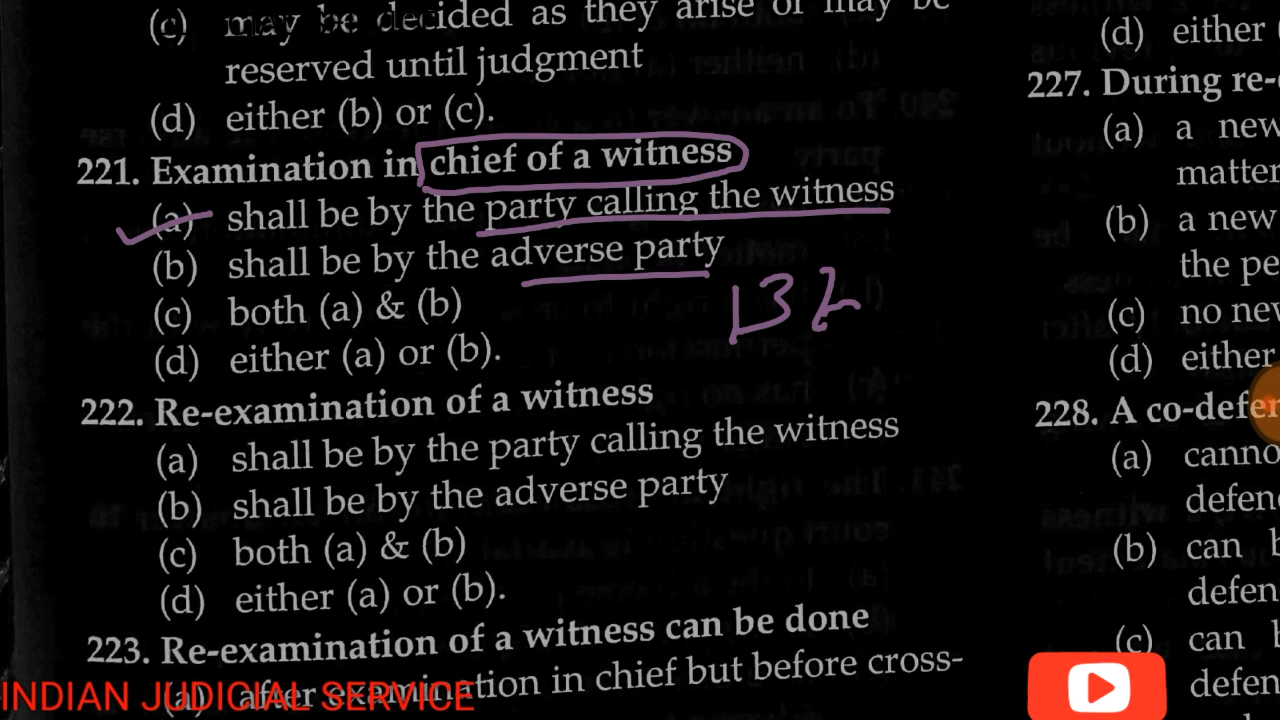 (c) may be decided as they arise or may be
reserved until judgment
(d) either (b) or (c).
221. Examination in chief of a witness
(a) shall be by the party calling the witness
(b) shall be by the adverse party
(c) both (a) & (b)
(d) either (a) or (b).
132
222. Re-examination of a witness
(a) shall be by the party calling the witness
(b) shall be by the adverse party
(c) both (a) & (b)
(d) either (a) or (b).
223. Re-examination of a witness can be done
(a) after examination in chief but before cross-
INDIAN JUDICIAL SERVICE
(d) either
227. During re-
(a) a new
matter
(b) a new
the pe
(c) no new
(d) either
228. A co-defen
(a) canno
defen
(b) can b
defen
(c) can b
defen